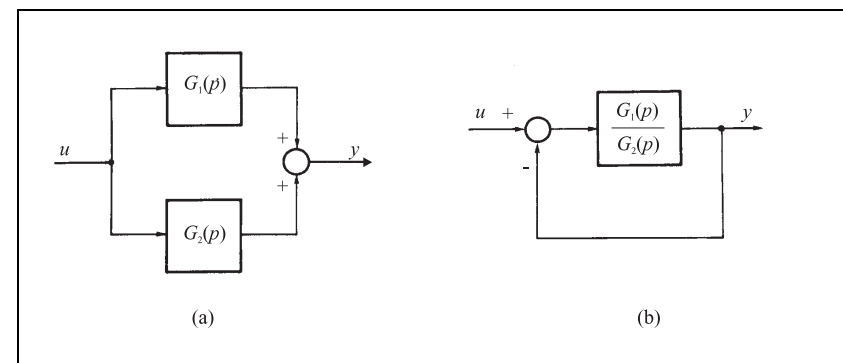 G₁(p)
+
u
y
+
G₂(p)
(a)
u +
G₁(p)
G₂(p)
y
-
(b)